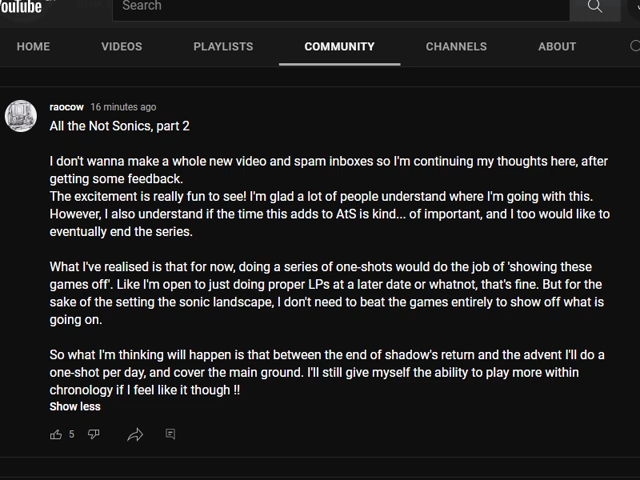 YouTube
Search
HOME VIDEOS PLAYLISTS COMMUNITY CHANNELS ABOUT
raocow 16 minutes ago
All the Not Sonics, part 2
I don't wanna make a whole new video and spam inboxes so I'm continuing my thoughts here, after
getting some feedback.
The excitement is really fun to see! I'm glad a lot of people understand where I'm going with this.
However, I also understand if the time this adds to AtS is kind... of important, and I too would like to
eventually end the series.
What I've realised is that for now, doing a series of one-shots would do the job of 'showing these
games off'. Like I'm open to just doing proper LPs at a later date or whatnot, that's fine. But for the
sake of the setting the sonic landscape, I don't need to beat the games entirely to show off what is
going on.
So what I'm thinking will happen is that between the end of shadow's return and the advent I'll do a
one-shot per day, and cover the main ground. I'll still give myself the ability to play more within
chronology if I feel like it though !!
Show less
5